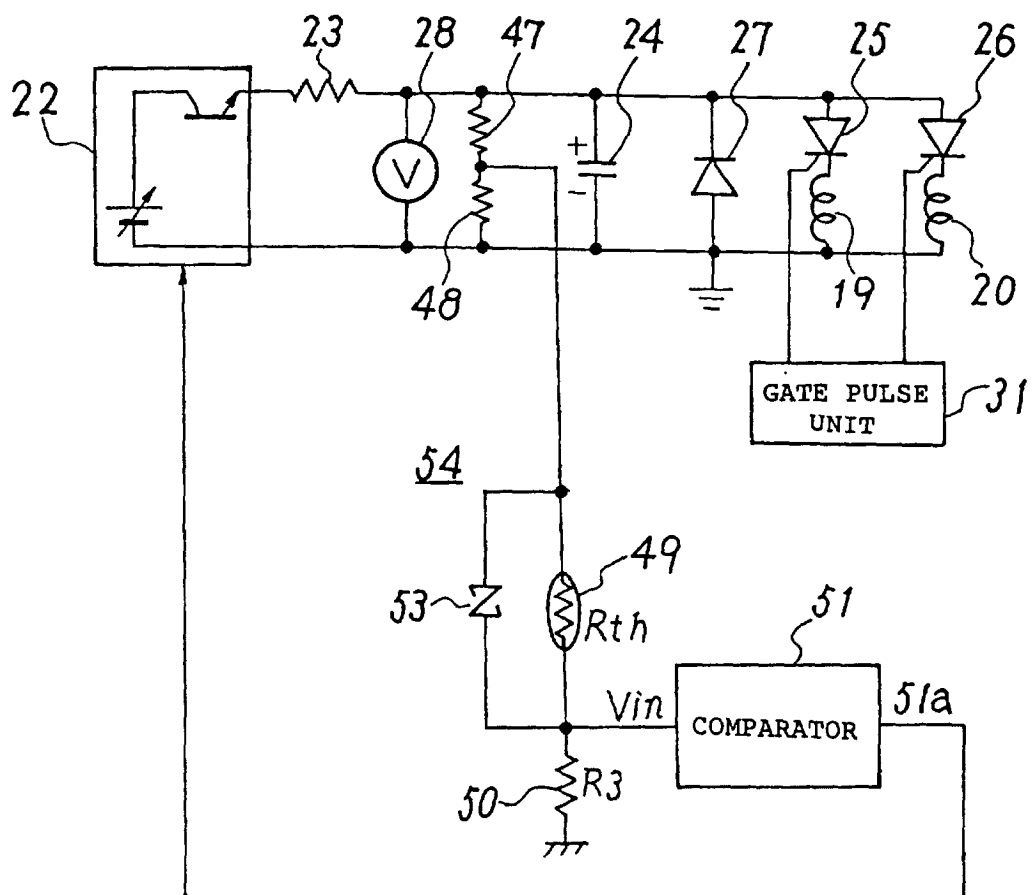 23
28
47
24
27
25
26
22
V
+
-
48
19
20
GATE PULSE
UNIT
31
54
49
53
Rth
51
Vin
51a
COMPARATOR
50
R3